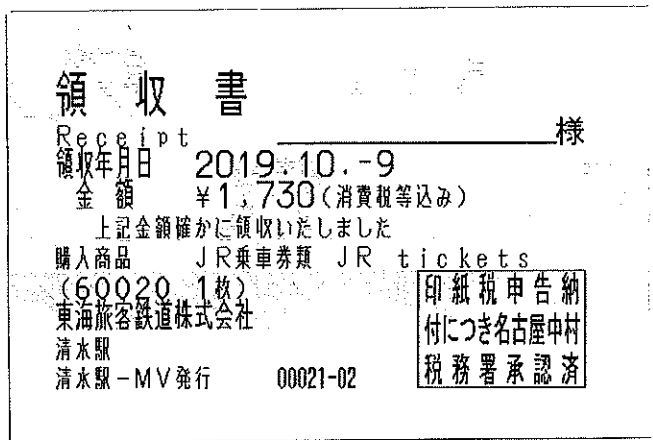 領収書
Receipt 様
領収年月日 2019.10.-9
金額 ¥1,730(消費税等込み)
上記金額確かに領収いたしました
購入商品 JR乗車券類 JR tickets
(60020 1枚)
東海旅客鉄道株式会社
清水駅
清水駅-MV発行 00021-02
印紙税申告納
付につき名古屋中村
税務署承認済